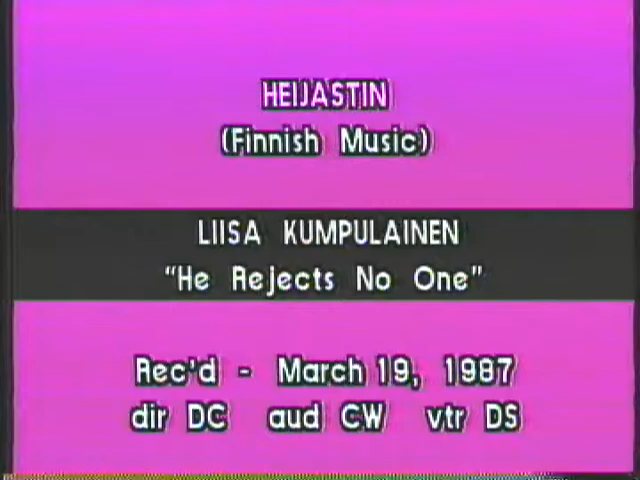 HEIJASTIN
(Finnish Music)
LIISA KUMPULAINEN
"He Rejects No One"
Rec'd - March 19, 1987
dir DC aud CW vtr DS